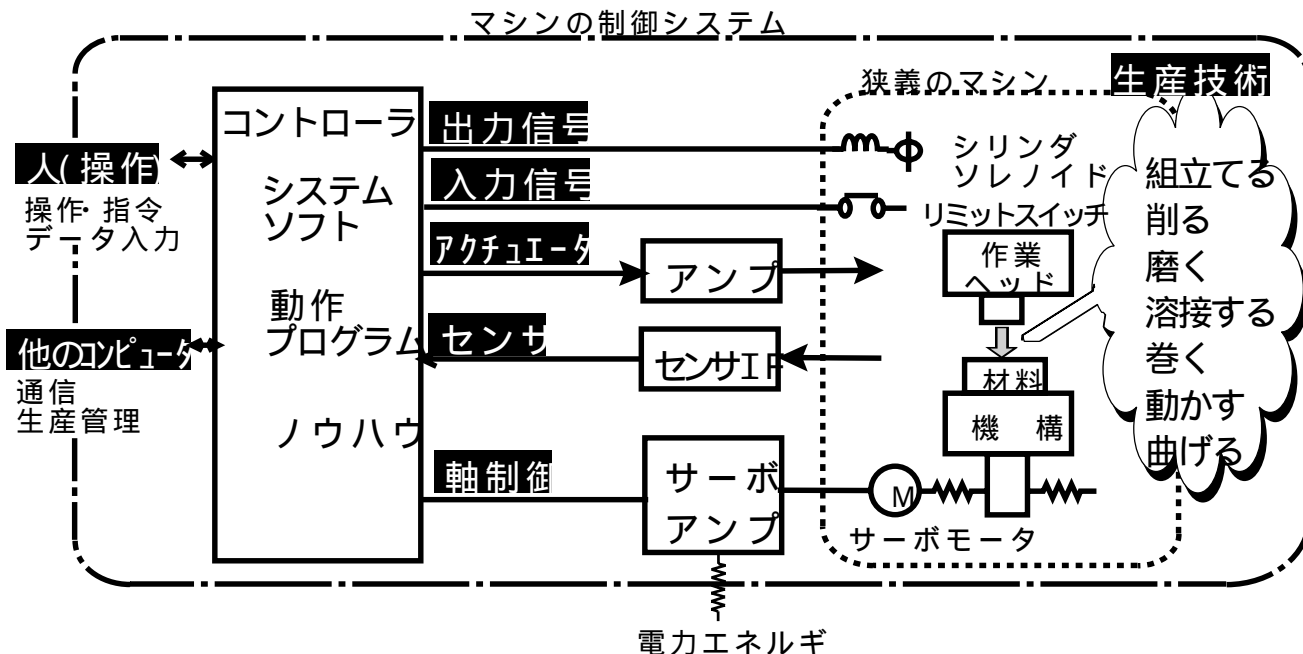 マシンの制御システム
人(操作)
操作・指令
データ入力
他のコンピュータ
通信
生産管理
コントローラ
システム
ソフト
動作
プログラム
ノウハウ
出力信号
入力信号
アクチュエータ
センサ
軸制御
アンプ
センサIF
サーボ
アンプ
電力エネルギ
狭義のマシン
シリンダ
ソレノイド
リミットスイッチ
作業
ヘッド
材料
機 構
M
サーボモータ
生産技術
組立てる
削る
磨く
溶接する
巻く
動かす
曲げる